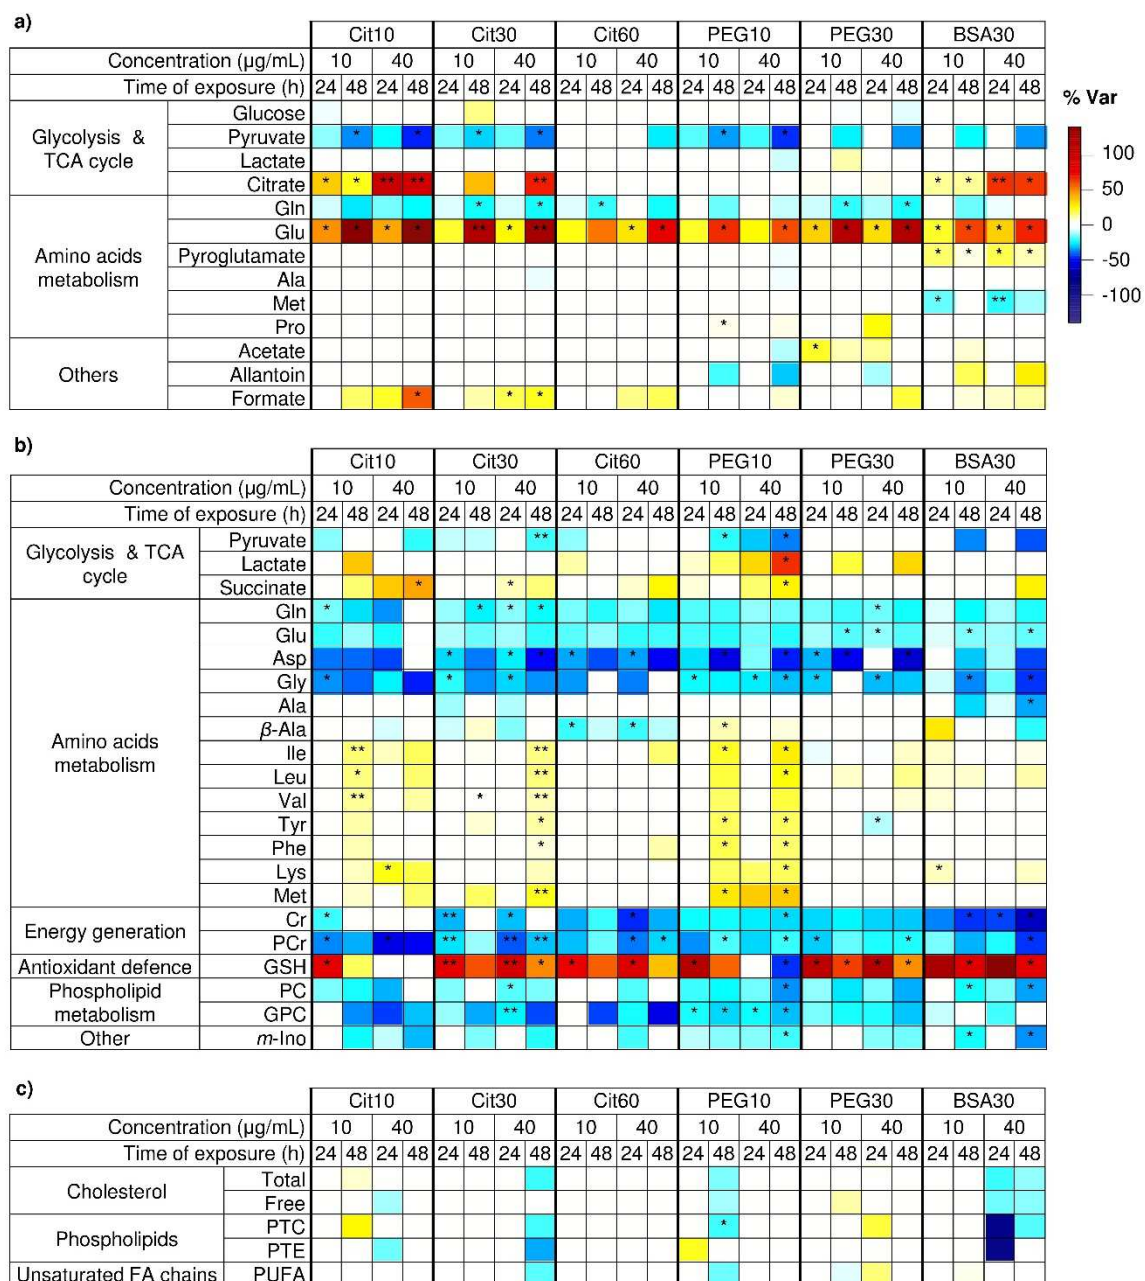 a)
Cit10 Cit30 Cit60 PEG10 PEG30 BSA30
Concentration (µg/mL) 10 40 10 40 10 40 10 40 10 40 10 40
Time of exposure (h) 24 48 24 48 24 48 24 48 24 48 24 48 24 48 24 48 24 48 24 48 24 48 24 48
% Var
100
50
0
-50
-100
Glycolysis & TCA cycle
Glucose
Pyruvate * * * * * *
Lactate
Citrate * * ** ** ** * * ** *
Amino acids metabolism
Gln * * * * *
Glu * * * * ** * ** * * * * * * * * * * * *
Pyroglutamate * * * *
Ala
Met * **
Pro *
Others
Acetate *
Allantoin
Formate * * *
b)
Cit10 Cit30 Cit60 PEG10 PEG30 BSA30
Concentration (µg/mL) 10 40 10 40 10 40 10 40 10 40 10 40
Time of exposure (h) 24 48 24 48 24 48 24 48 24 48 24 48 24 48 24 48 24 48 24 48 24 48 24 48
Glycolysis & TCA cycle
Pyruvate ** * *
Lactate *
Succinate * * *
Amino acids metabolism
Gln * * * * *
Glu * * * *
Asp * * * * * * * * * *
Gly * * * * * * * * * * *
Ala *
β-Ala * * *
Ile ** ** * *
Leu * ** *
Val ** * **
Tyr * * * *
Phe * * *
Lys * * *
Met ** * *
Energy generation
Cr * ** * * * * * *
PCr * * ** ** ** * * * * * * *
Antioxidant defence
GSH * ** ** * * * * * * * * * * * *
Phospholipid metabolism
PC * * * *
GPC ** * * * *
Other
m-Ino * * *
c)
Cit10 Cit30 Cit60 PEG10 PEG30 BSA30
Concentration (µg/mL) 10 40 10 40 10 40 10 40 10 40 10 40
Time of exposure (h) 24 48 24 48 24 48 24 48 24 48 24 48 24 48 24 48 24 48 24 48 24 48 24 48
Cholesterol
Total
Free
Phospholipids
PTC *
PTE
Unsaturated FA chains PUFA